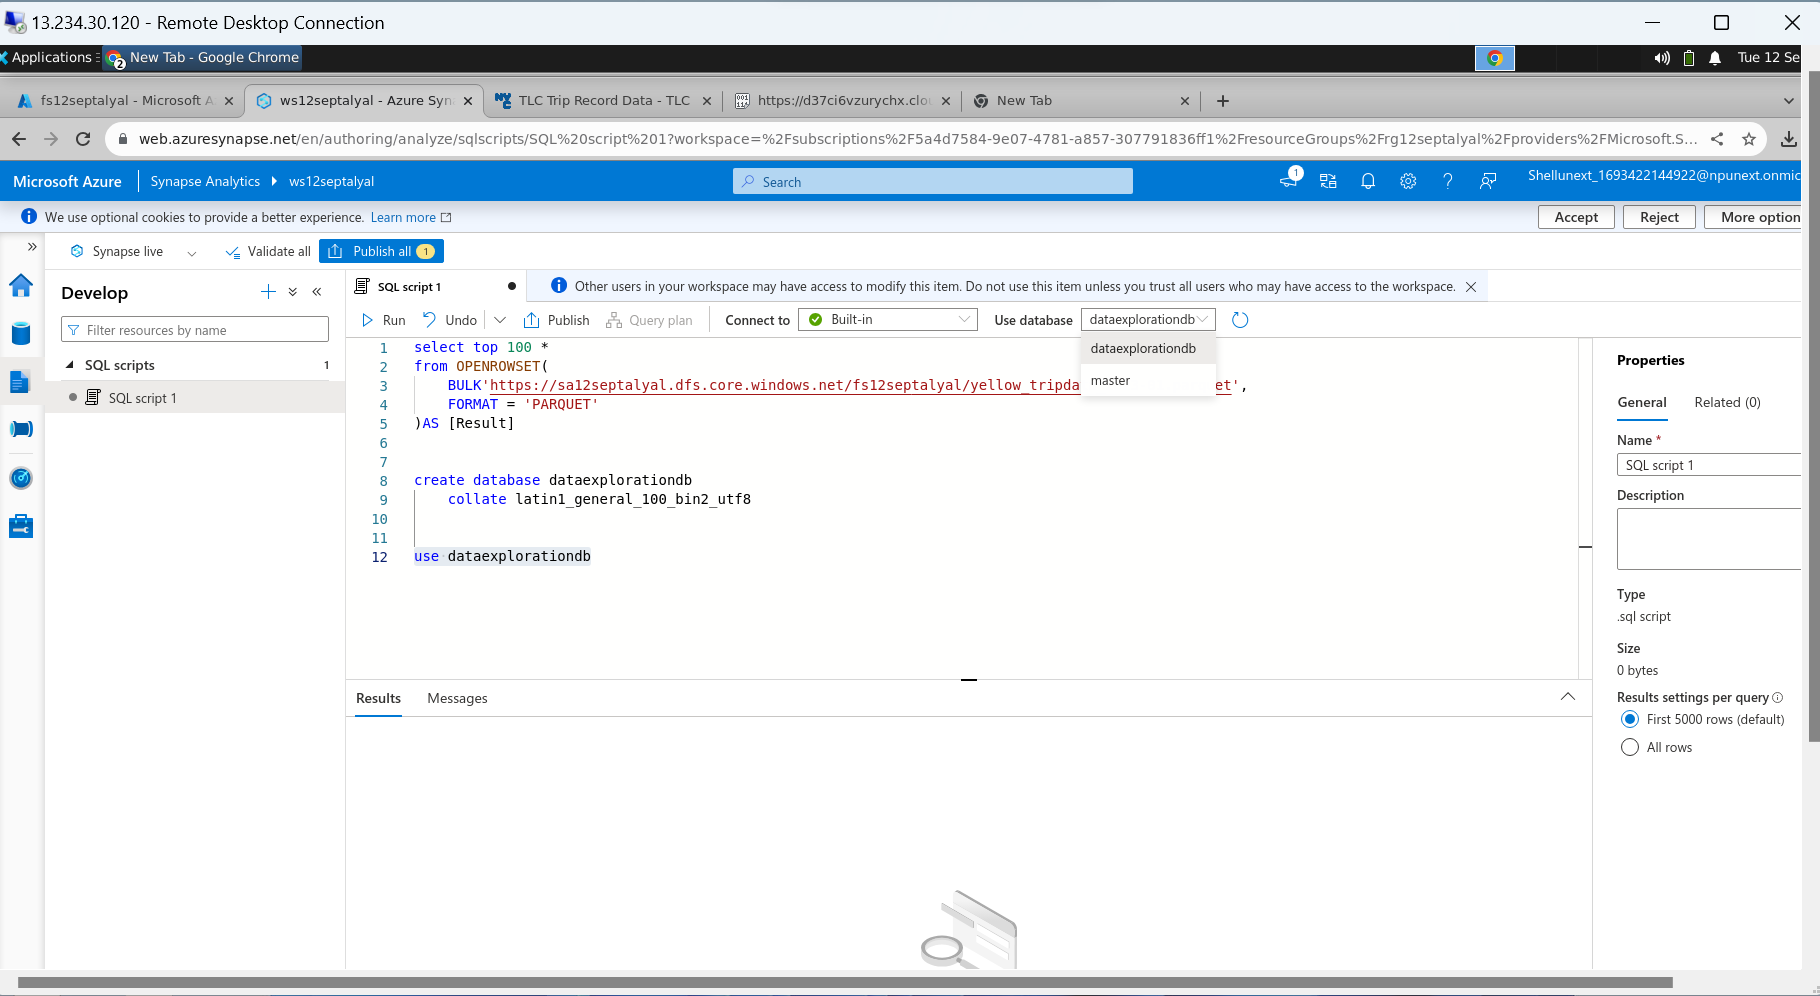 13.234.30.120 - Remote Desktop Connection
Applications
2 New Tab - Google Chrome
Tue 12 Se
fs12septalyal - Microsoft A
ws12septalyal - Azure Syn
NYC TLC Trip Record Data - TLC
https://d37ci6vzurychx.clou
New Tab
web.azuresynapse.net/en/authoring/analyze/sqlscripts/SQL%20script%201?workspace=%2Fsubscriptions%2F5a4d7584-9e07-4781-a857-307791836ff1%2FresourceGroups%2Frg12septalyal%2Fproviders%2FMicrosoft.S...
Microsoft Azure
Synapse Analytics
ws12septalyal
Search
1
Shellunext_1693422144922@npunext.onmic
We use optional cookies to provide a better experience. Learn more
Accept
Reject
More option
Synapse live
Validate all
Publish all 1
Develop
Filter resources by name
SQL scripts 1
SQL script 1
SQL script 1
Other users in your workspace may have access to modify this item. Do not use this item unless you trust all users who may have access to the workspace.
Run
Undo
Publish
Query plan
Connect to
Built-in
Use database
dataexplorationdb
dataexplorationdb
master
1 select top 100 *
2 from OPENROWSET(
3 BULK'https://sa12septalyal.dfs.core.windows.net/fs12septalyal/yellow_tripda et',
4 FORMAT = 'PARQUET'
5 )AS [Result]
6
7
8 create database dataexplorationdb
9 collate latin1_general_100_bin2_utf8
10
11
12 use dataexplorationdb
Results
Messages
Properties
General
Related (0)
Name *
SQL script 1
Description
Type
.sql script
Size
0 bytes
Results settings per query
First 5000 rows (default)
All rows